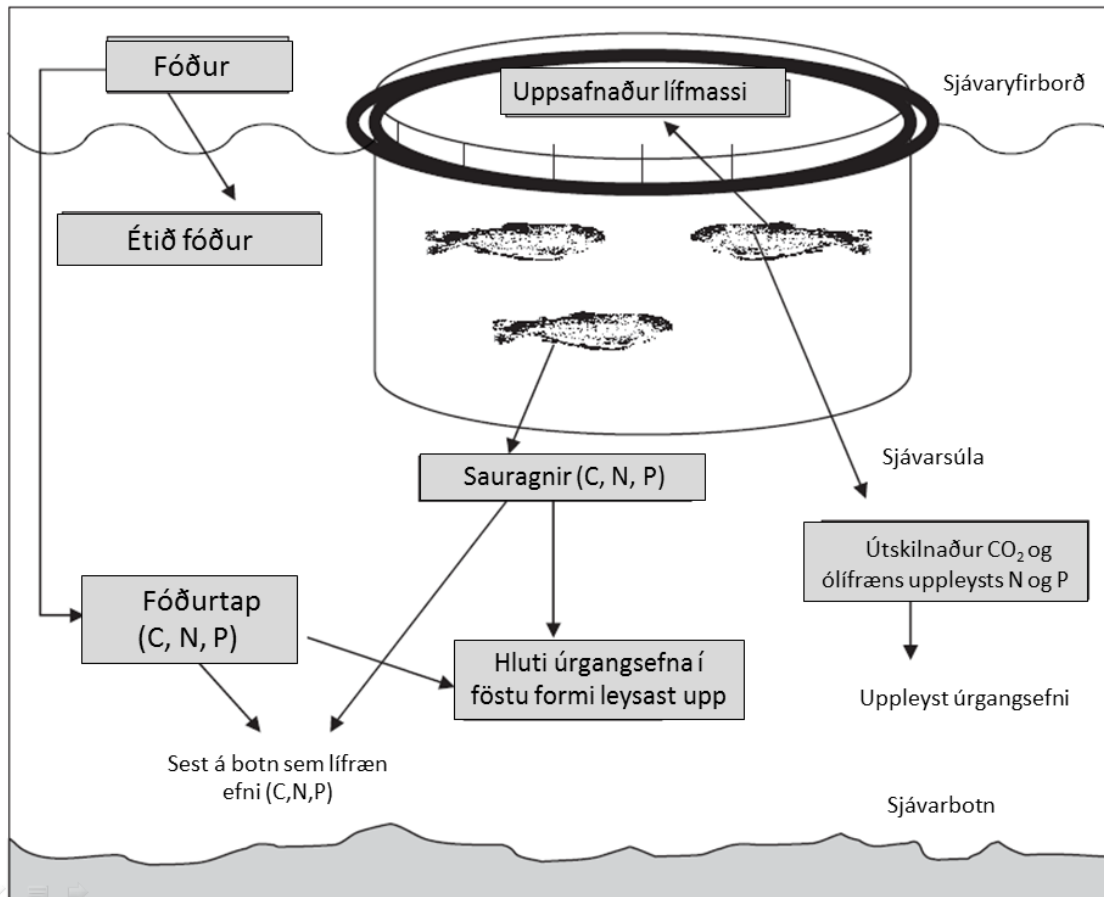 Fóður
Uppsafnaður lífmassi
Sjávaryfirborð
Étið fóður
Sjávarsúla
Sauragnir (C, N, P)
Útskilnaður CO₂ og
ólífræns uppleysts N og P
Fóðurtap
(C, N, P)
Hluti úrgangsefna í
föstu formi leysast upp
Uppleyst úrgangsefni
Sest á botn sem lífræn
efni (C,N,P)
Sjávarbotn